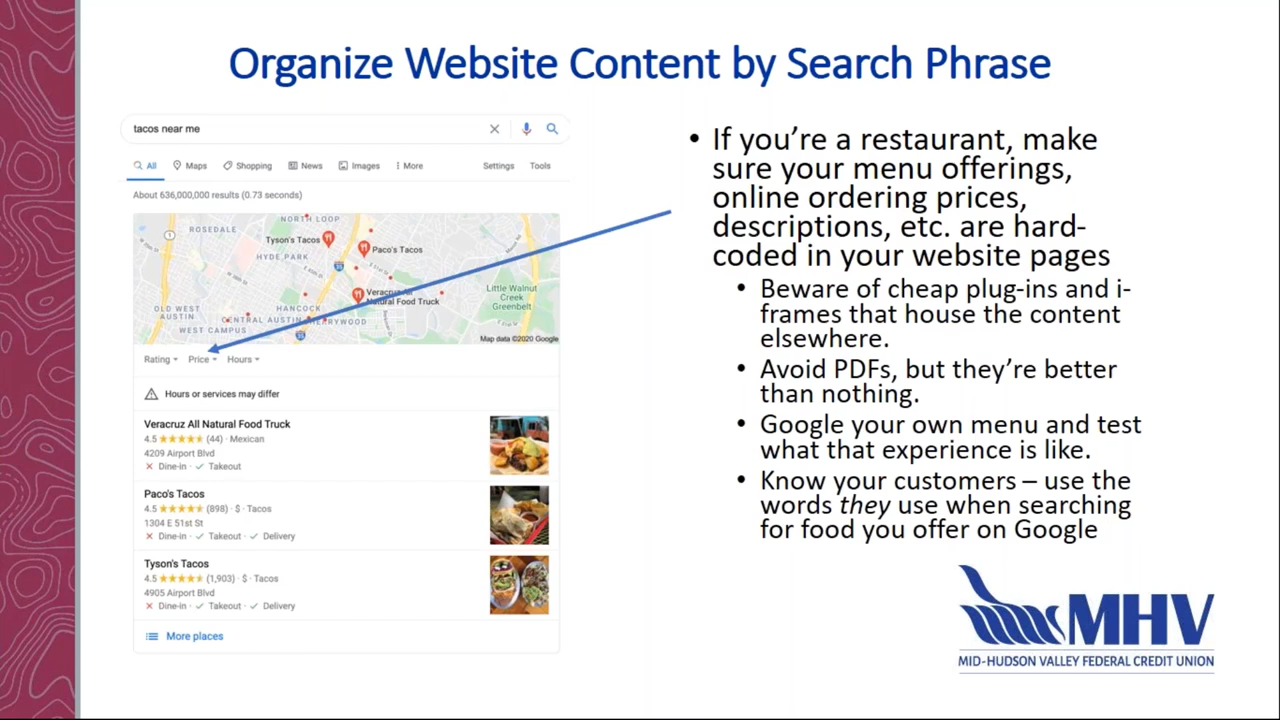 Organize Website Content by Search Phrase
tacos near me
All Maps Shopping News Images More Settings Tools
About 636,000,000 results (0.73 seconds)
NORTH LOOP
ROSEDALE
Tyson's Tacos
Paco's Tacos
HYDE PARK
Veracruz All
Natural Food Truck
Little Walnut
Creek
Greenbelt
OLD WEST
AUSTIN
HANCOCK
CENTRAL AUSTIN CHERRYWOOD
WEST CAMPUS
Map data ©2020 Google
Rating Price Hours
Hours or services may differ
Veracruz All Natural Food Truck
4.5 (44) · Mexican
4209 Airport Blvd
Dine-in · Takeout
Paco's Tacos
4.5 (898) · $ · Tacos
1304 E 51st St
Dine-in · Takeout · Delivery
Tyson's Tacos
4.5 (1,903) · $ · Tacos
4905 Airport Blvd
Dine-in · Takeout · Delivery
More places
• If you're a restaurant, make
sure your menu offerings,
online ordering prices,
descriptions, etc. are hard-
coded in your website pages
• Beware of cheap plug-ins and i-
frames that house the content
elsewhere.
• Avoid PDFs, but they're better
than nothing.
• Google your own menu and test
what that experience is like.
• Know your customers – use the
words they use when searching
for food you offer on Google
MHV
MID-HUDSON VALLEY FEDERAL CREDIT UNION